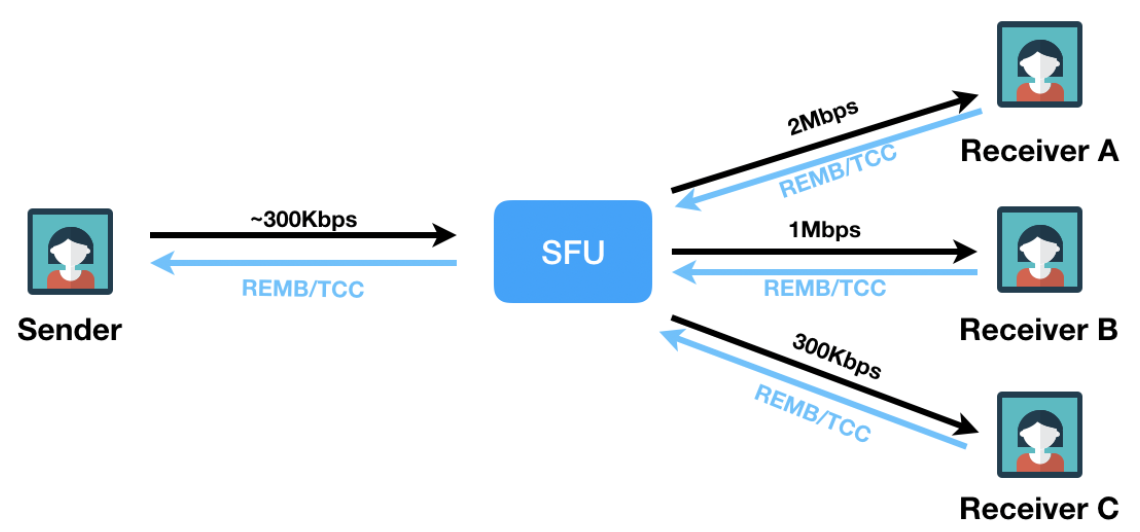 ~300Kbps
REMB/TCC
Sender
SFU
2Mbps
REMB/TCC
Receiver A
1Mbps
REMB/TCC
Receiver B
300Kbps
REMB/TCC
Receiver C